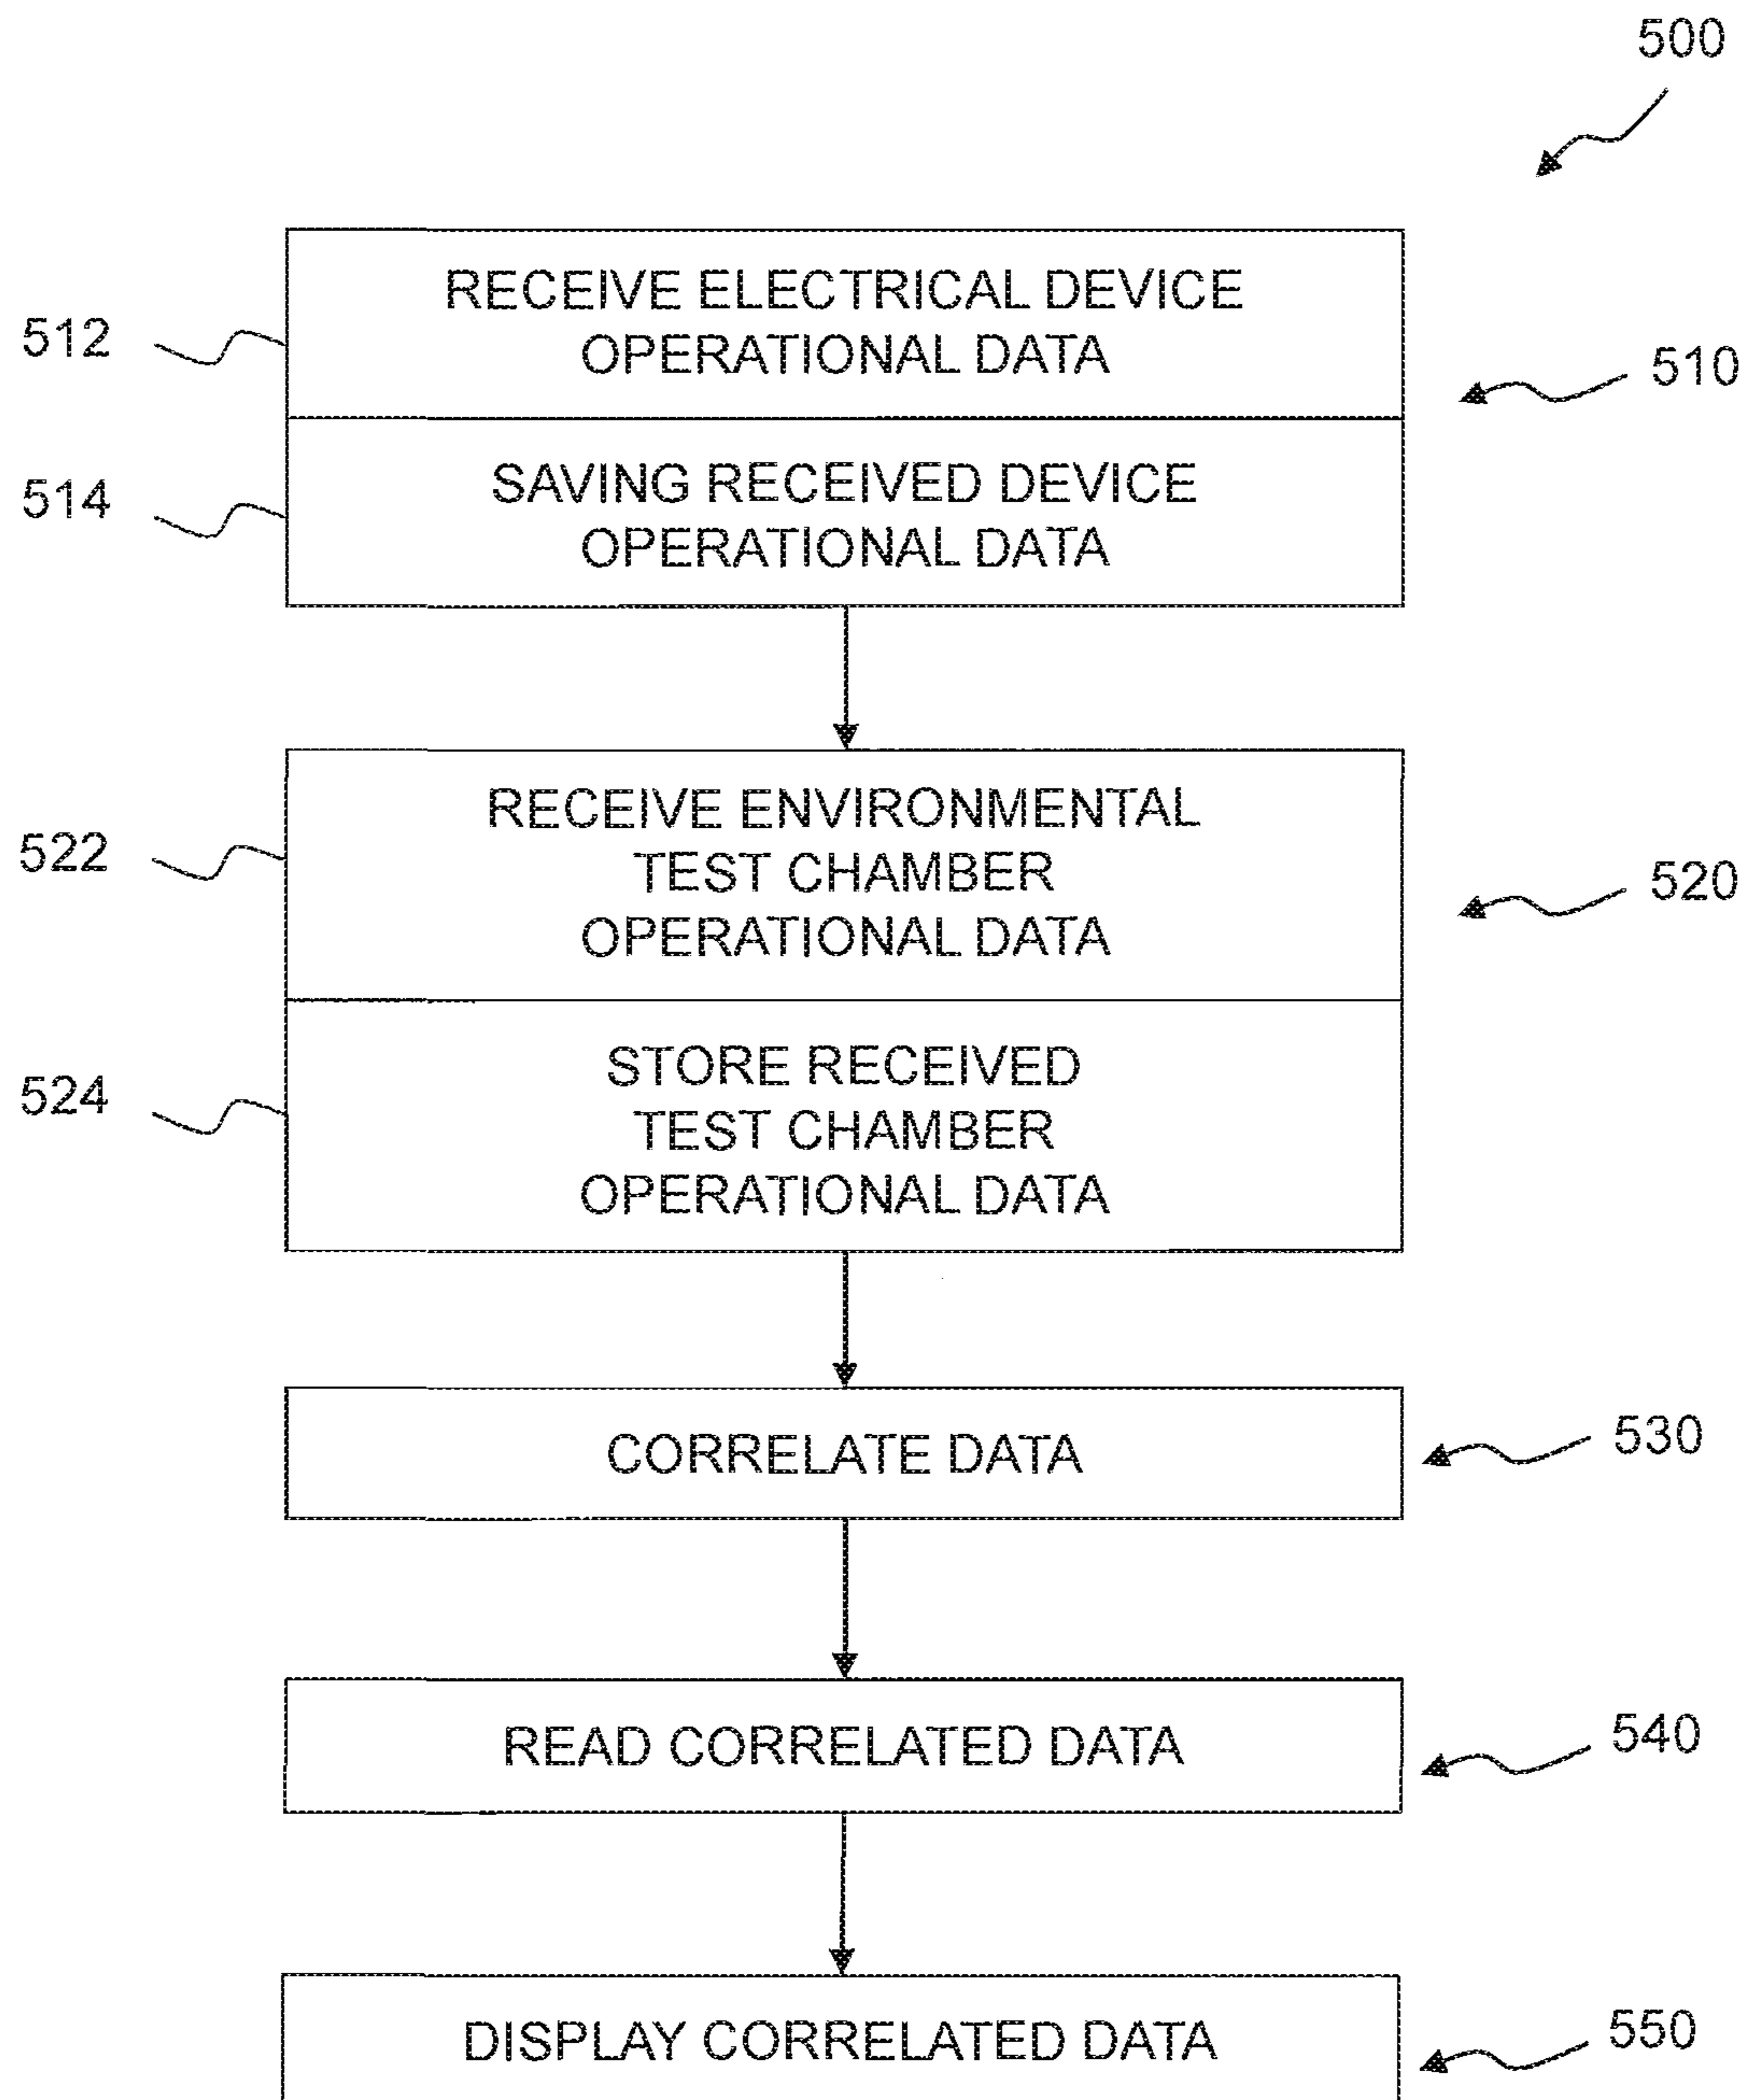 500
RECEIVE ELECTRICAL DEVICE
OPERATIONAL DATA
512
510
SAVING RECEIVED DEVICE
OPERATIONAL DATA
514
RECEIVE ENVIRONMENTAL
TEST CHAMBER
OPERATIONAL DATA
522
520
STORE RECEIVED
TEST CHAMBER
OPERATIONAL DATA
524
CORRELATE DATA
530
READ CORRELATED DATA
540
DISPLAY CORRELATED DATA
550